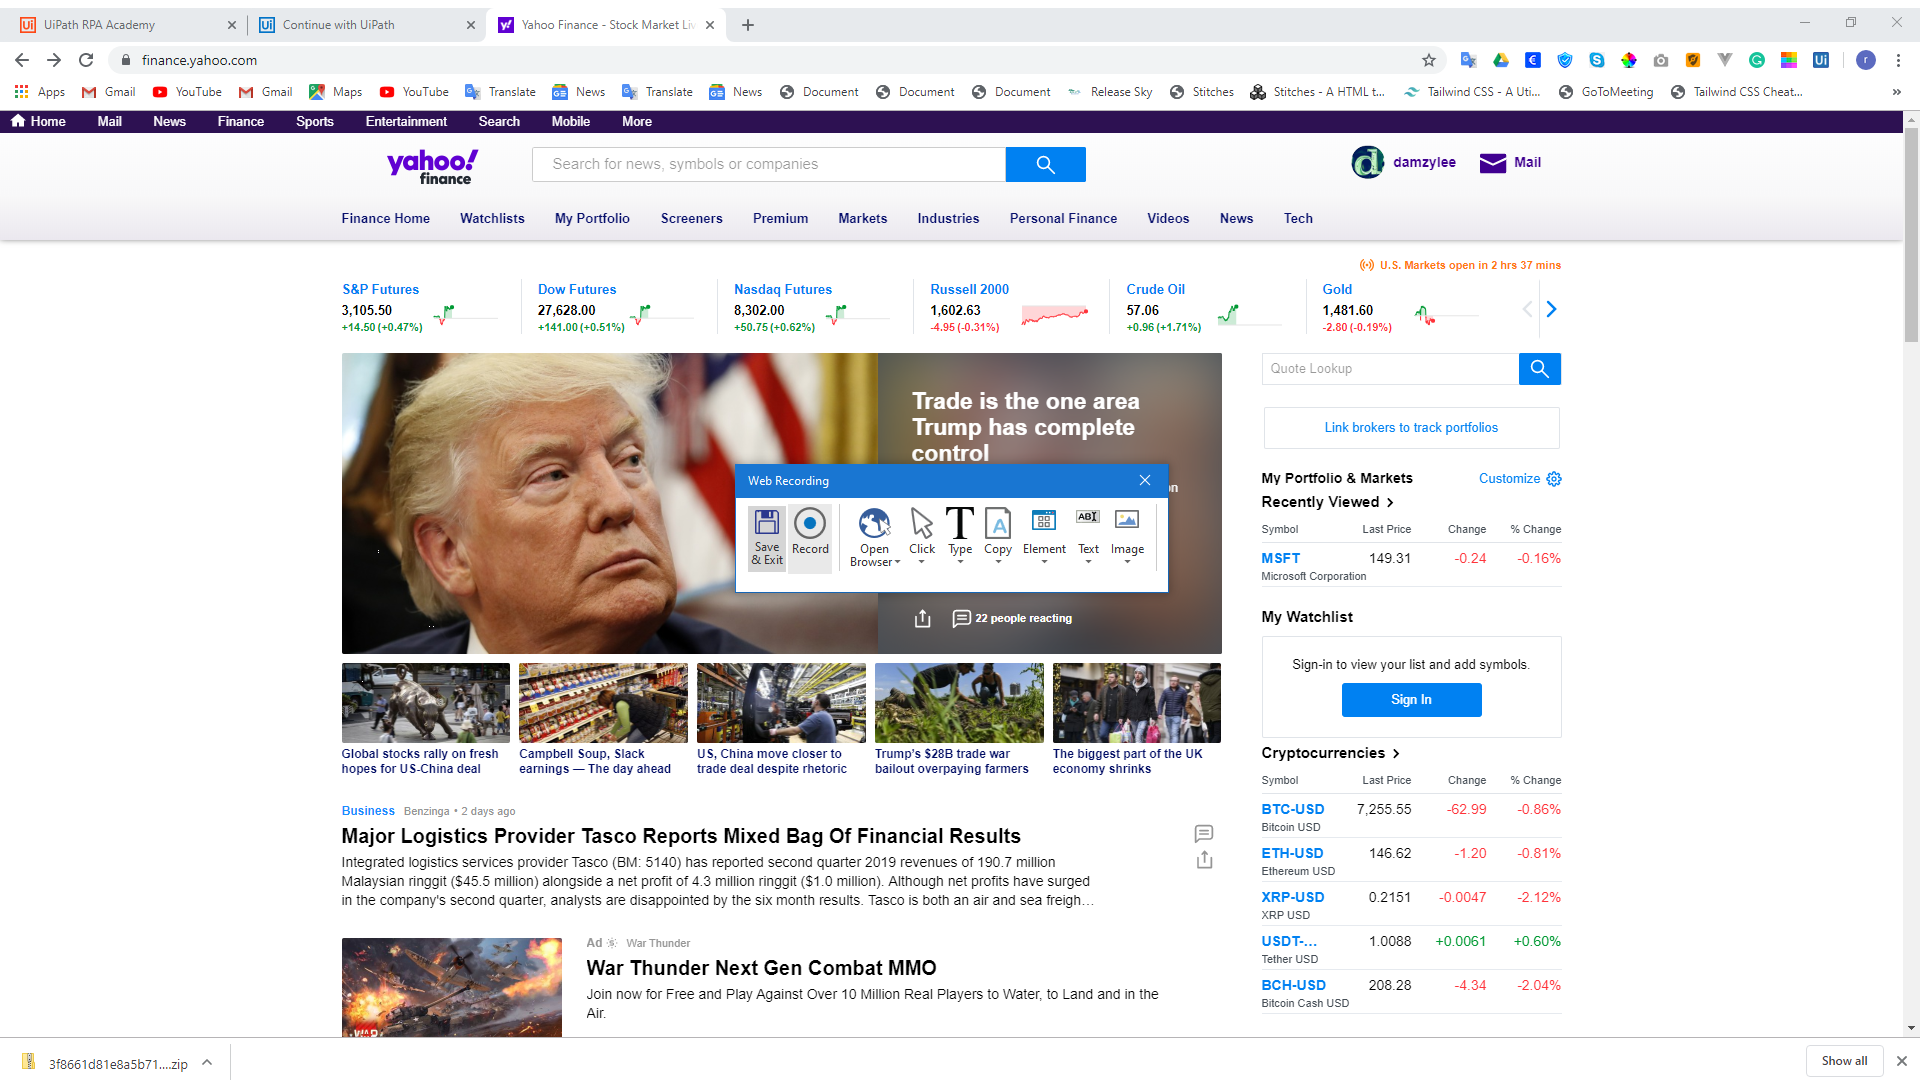 UiPath RPA Academy
Continue with UiPath
Yahoo Finance - Stock Market Liv
finance.yahoo.com
Apps
Gmail
YouTube
Gmail
Maps
YouTube
Translate
News
Translate
News
Document
Document
Document
Release Sky
Stitches
Stitches - A HTML t...
Tailwind CSS - A Uti...
GoToMeeting
Tailwind CSS Cheat...
»
Home Mail News Finance Sports Entertainment Search Mobile More
yahoo!
finance
Search for news, symbols or companies
damzylee
Mail
Finance Home Watchlists My Portfolio Screeners Premium Markets Industries Personal Finance Videos News Tech
U.S. Markets open in 2 hrs 37 mins
S&P Futures
3,105.50
+14.50 (+0.47%)
Dow Futures
27,628.00
+141.00 (+0.51%)
Nasdaq Futures
8,302.00
+50.75 (+0.62%)
Russell 2000
1,602.63
-4.95 (-0.31%)
Crude Oil
57.06
+0.96 (+1.71%)
Gold
1,481.60
-2.80 (-0.19%)
Trade is the one area
Trump has complete
control
Web Recording
Save
& Exit
Record
Open
Browser
Click
Type
Copy
Element
Text
Image
22 people reacting
Global stocks rally on fresh
hopes for US-China deal
Campbell Soup, Slack
earnings — The day ahead
US, China move closer to
trade deal despite rhetoric
Trump's $28B trade war
bailout overpaying farmers
The biggest part of the UK
economy shrinks
Business Benzinga • 2 days ago
Major Logistics Provider Tasco Reports Mixed Bag Of Financial Results
Integrated logistics services provider Tasco (BM: 5140) has reported second quarter 2019 revenues of 190.7 million
Malaysian ringgit ($45.5 million) alongside a net profit of 4.3 million ringgit ($1.0 million). Although net profits have surged
in the company's second quarter, analysts are disappointed by the six month results. Tasco is both an air and sea freigh…
Ad War Thunder
War Thunder Next Gen Combat MMO
Join now for Free and Play Against Over 10 Million Real Players to Water, to Land and in the
Air.
Quote Lookup
Link brokers to track portfolios
My Portfolio & Markets Customize
Recently Viewed
Symbol Last Price Change % Change
MSFT 149.31 -0.24 -0.16%
Microsoft Corporation
My Watchlist
Sign-in to view your list and add symbols.
Sign In
Cryptocurrencies
Symbol Last Price Change % Change
BTC-USD 7,255.55 -62.99 -0.86%
Bitcoin USD
ETH-USD 146.62 -1.20 -0.81%
Ethereum USD
XRP-USD 0.2151 -0.0047 -2.12%
XRP USD
USDT-... 1.0088 +0.0061 +0.60%
Tether USD
BCH-USD 208.28 -4.34 -2.04%
Bitcoin Cash USD
3f8661d81e8a5b71....zip
Show all